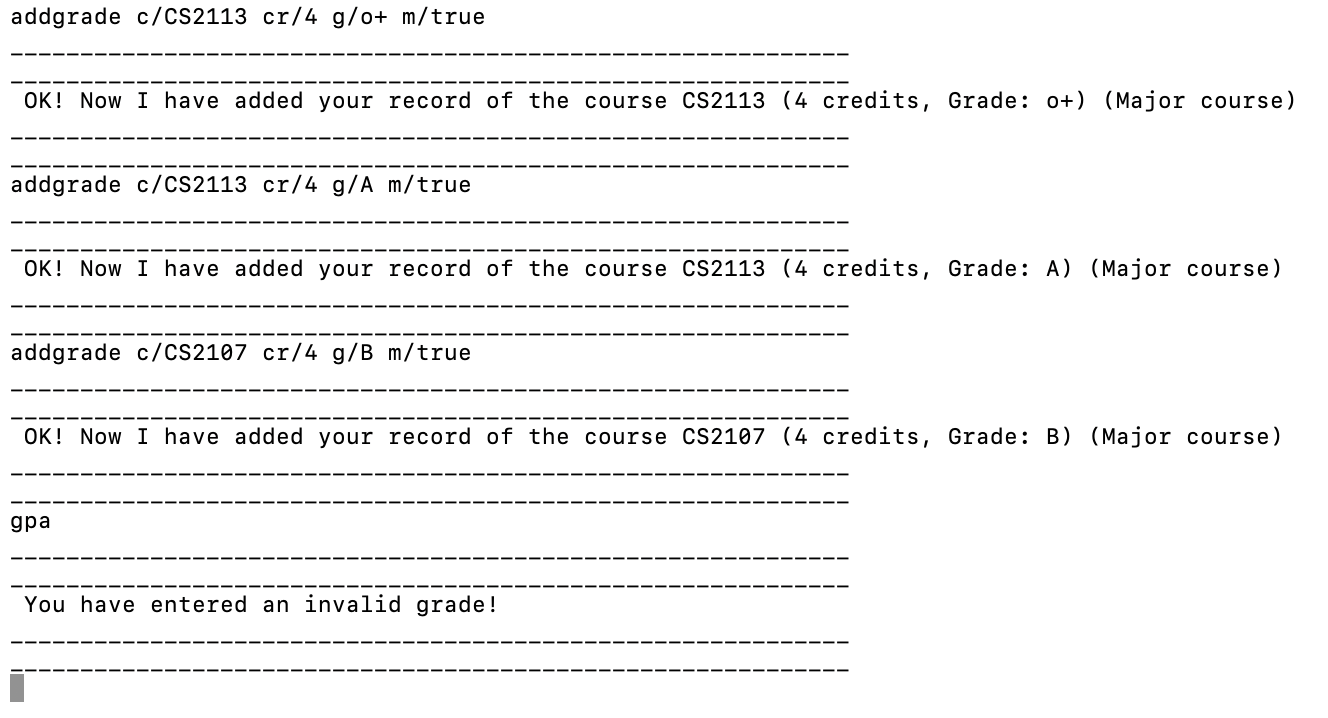 addgrade c/CS2113 cr/4 g/o+ m/true
____________________________________________________________
____________________________________________________________
 OK! Now I have added your record of the course CS2113 (4 credits, Grade: o+) (Major course)
____________________________________________________________
____________________________________________________________
addgrade c/CS2113 cr/4 g/A m/true
____________________________________________________________
____________________________________________________________
 OK! Now I have added your record of the course CS2113 (4 credits, Grade: A) (Major course)
____________________________________________________________
____________________________________________________________
addgrade c/CS2107 cr/4 g/B m/true
____________________________________________________________
____________________________________________________________
 OK! Now I have added your record of the course CS2107 (4 credits, Grade: B) (Major course)
____________________________________________________________
____________________________________________________________
gpa
____________________________________________________________
____________________________________________________________
 You have entered an invalid grade!
____________________________________________________________
____________________________________________________________